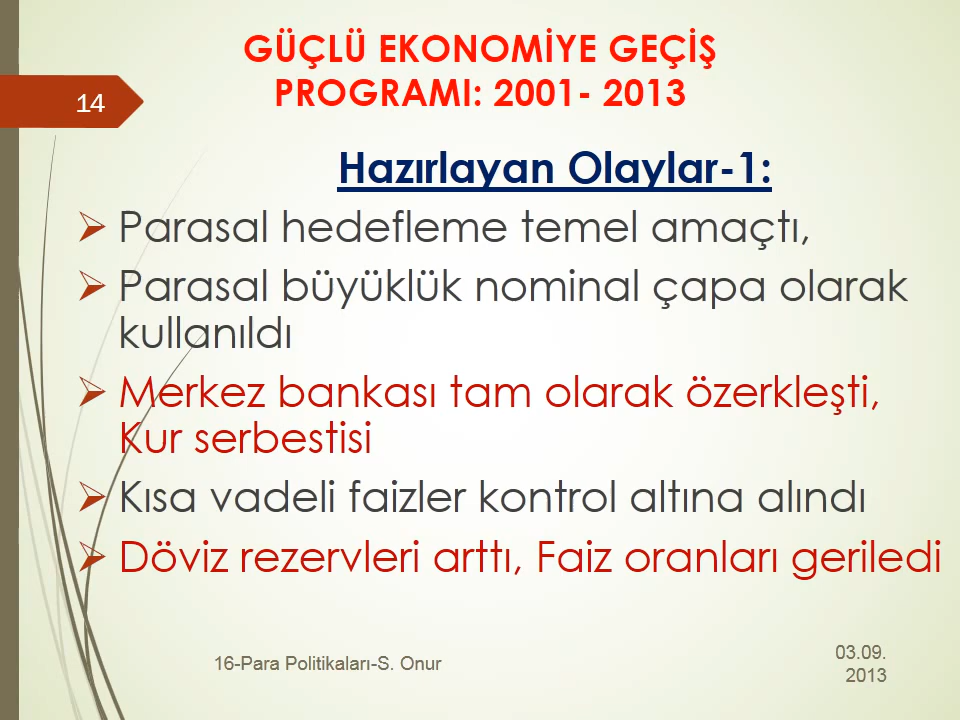 GÜÇLÜ EKONOMİYE GEÇİŞ
PROGRAMI: 2001- 2013
14
Hazırlayan Olaylar-1:
Parasal hedefleme temel amaçtı,
Parasal büyüklük nominal çapa olarak
kullanıldı
Merkez bankası tam olarak özerkleşti,
Kur serbestisi
Kısa vadeli faizler kontrol altına alındı
Döviz rezervleri arttı, Faiz oranları geriledi
16-Para Politikaları-S. Onur
03.09.
2013